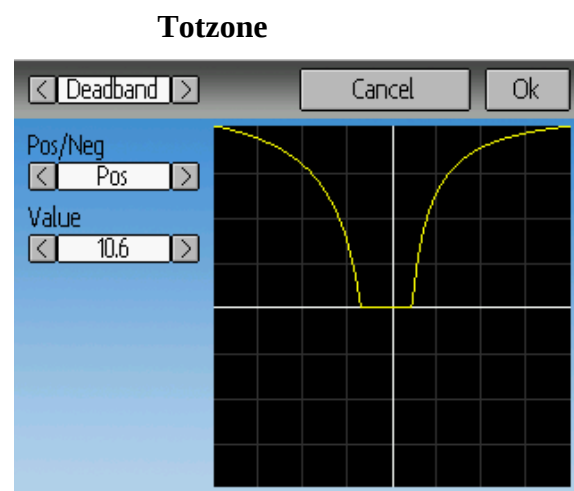 Totzone
< Deadband > Cancel Ok
Pos/Neg
< Pos >
Value
< 10.6 >